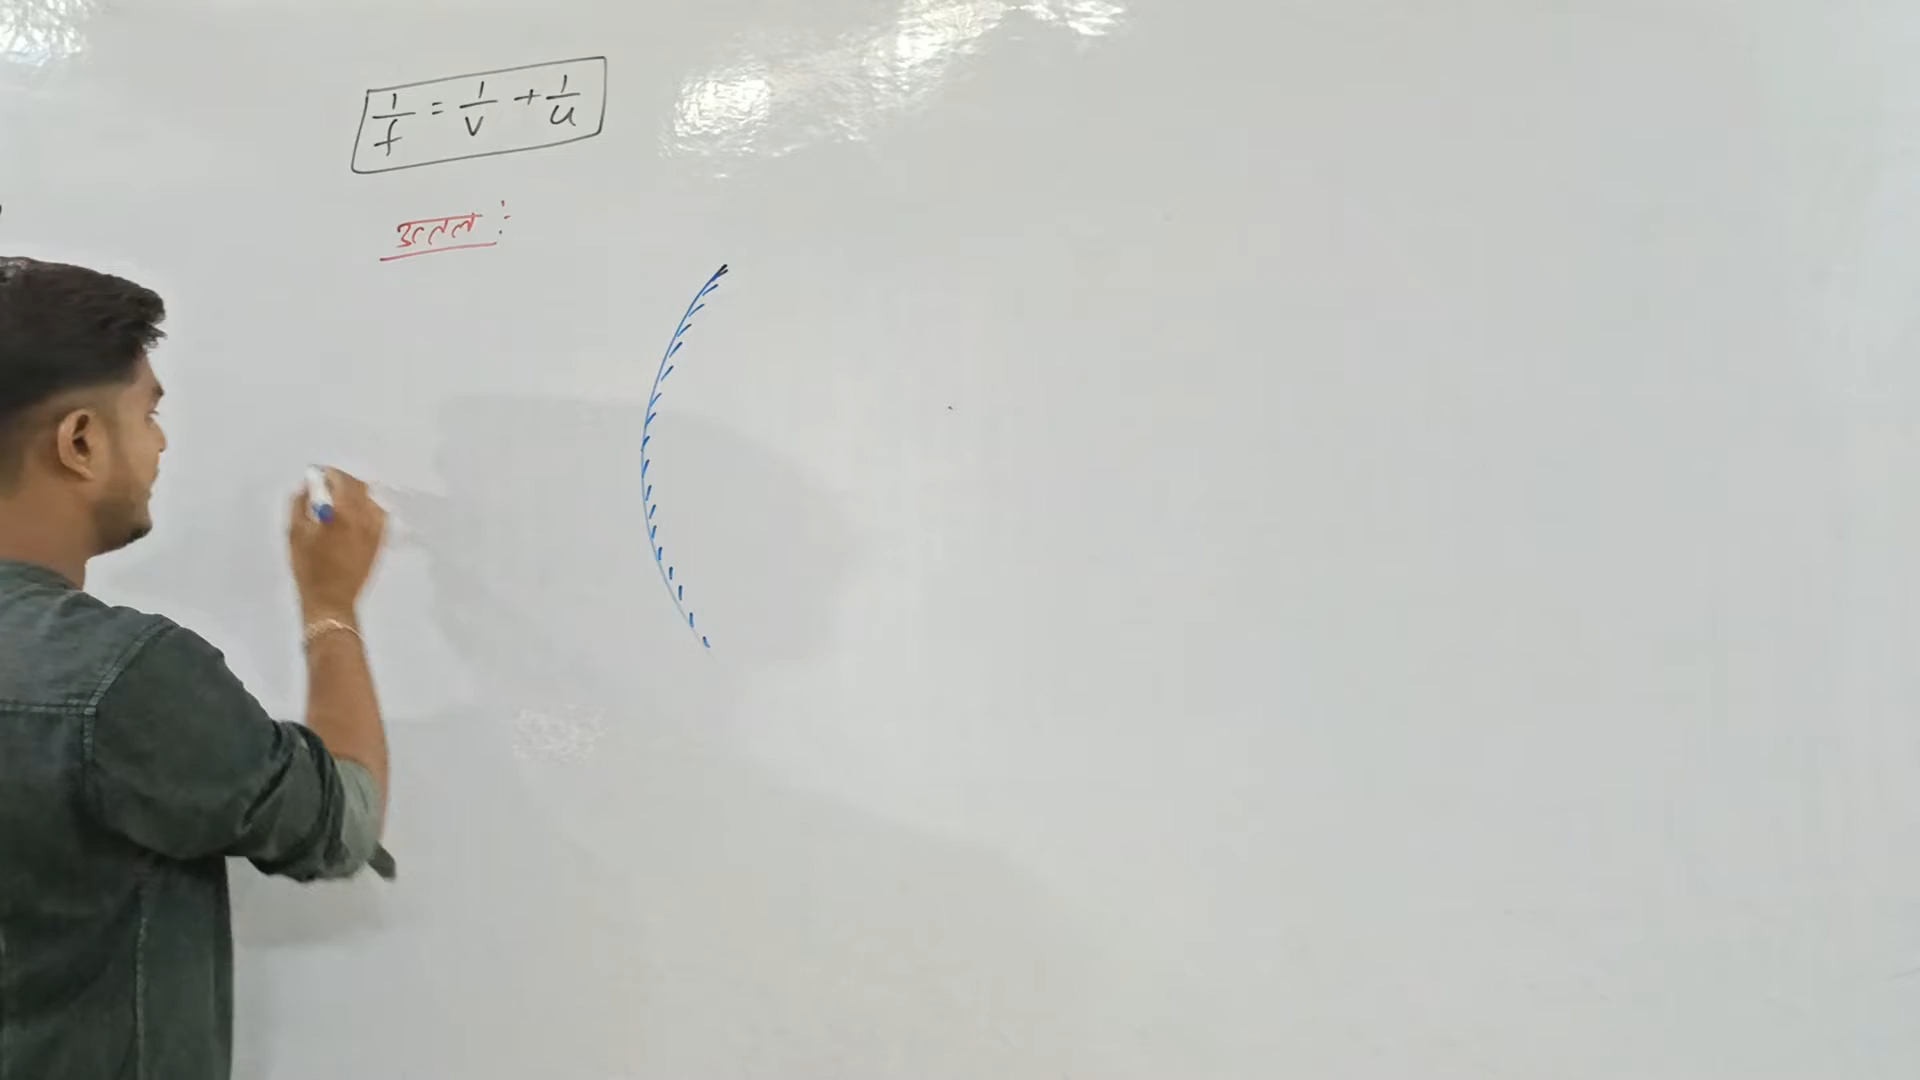 1/f = 1/v + 1/u
उत्तल :-